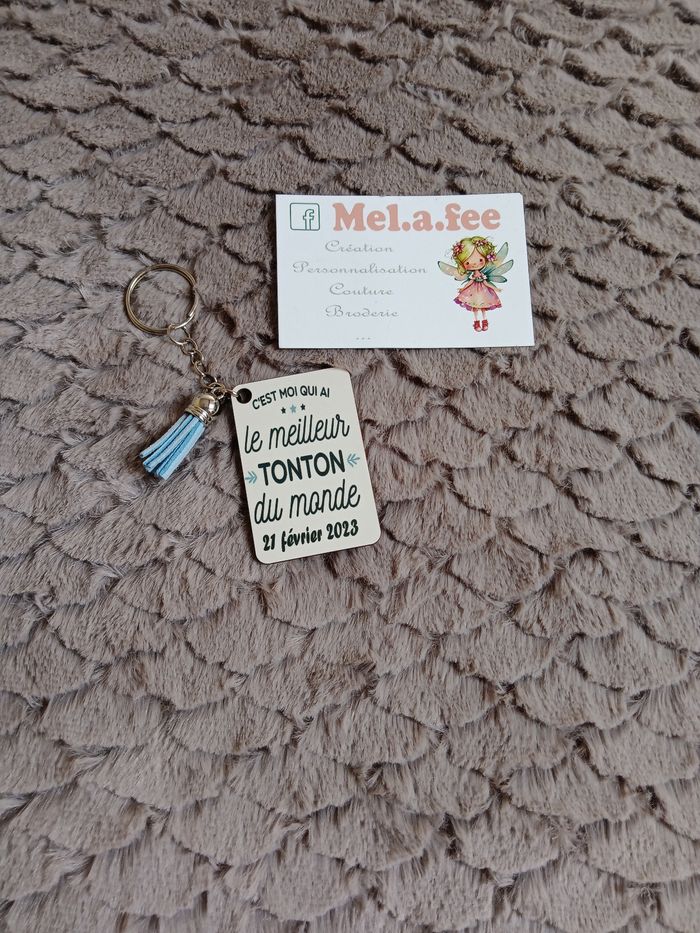 Mel.a.fee
Création
Personnalisation
Couture
Broderie
...
C'EST MOI QUI AI
le meilleur
TONTON
du monde
21 février 2023